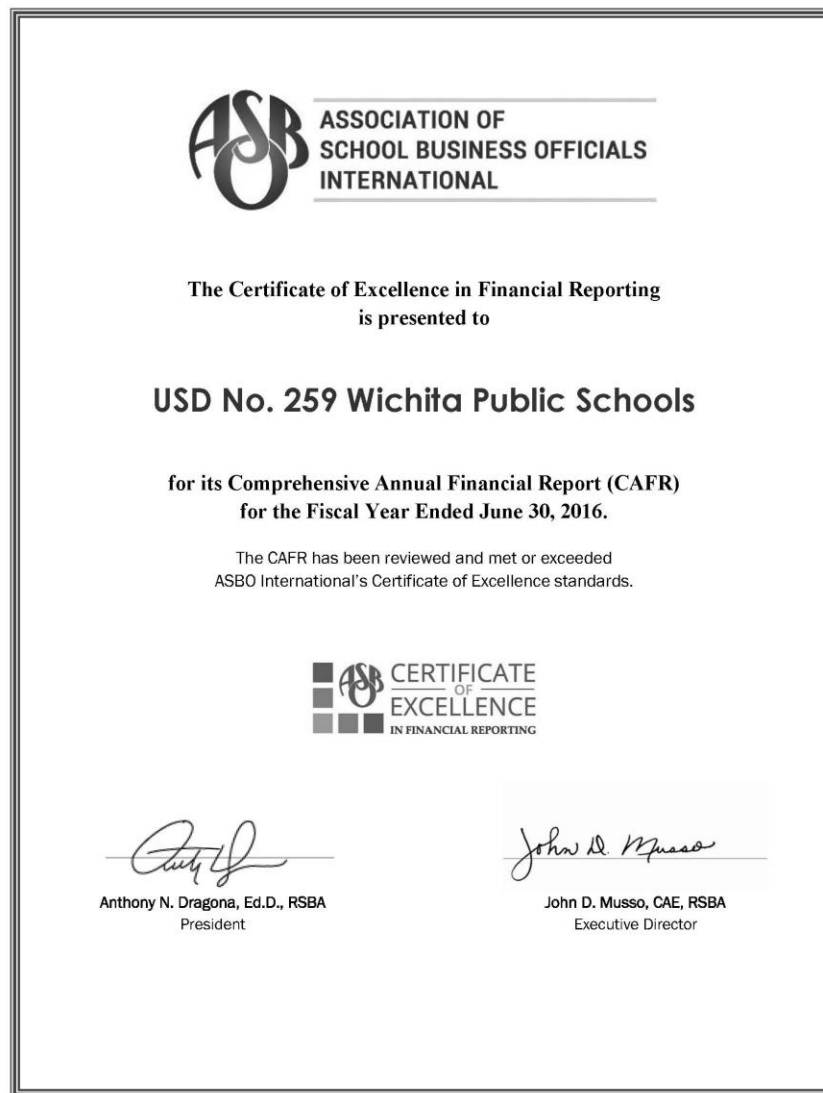 ASBO
ASSOCIATION OF
SCHOOL BUSINESS OFFICIALS
INTERNATIONAL
The Certificate of Excellence in Financial Reporting
is presented to
USD No. 259 Wichita Public Schools
for its Comprehensive Annual Financial Report (CAFR)
for the Fiscal Year Ended June 30, 2016.
The CAFR has been reviewed and met or exceeded
ASBO International's Certificate of Excellence standards.
ASBO
CERTIFICATE
OF
EXCELLENCE
IN FINANCIAL REPORTING
John D. Musso
Anthony N. Dragona, Ed.D., RSBA
President
John D. Musso, CAE, RSBA
Executive Director